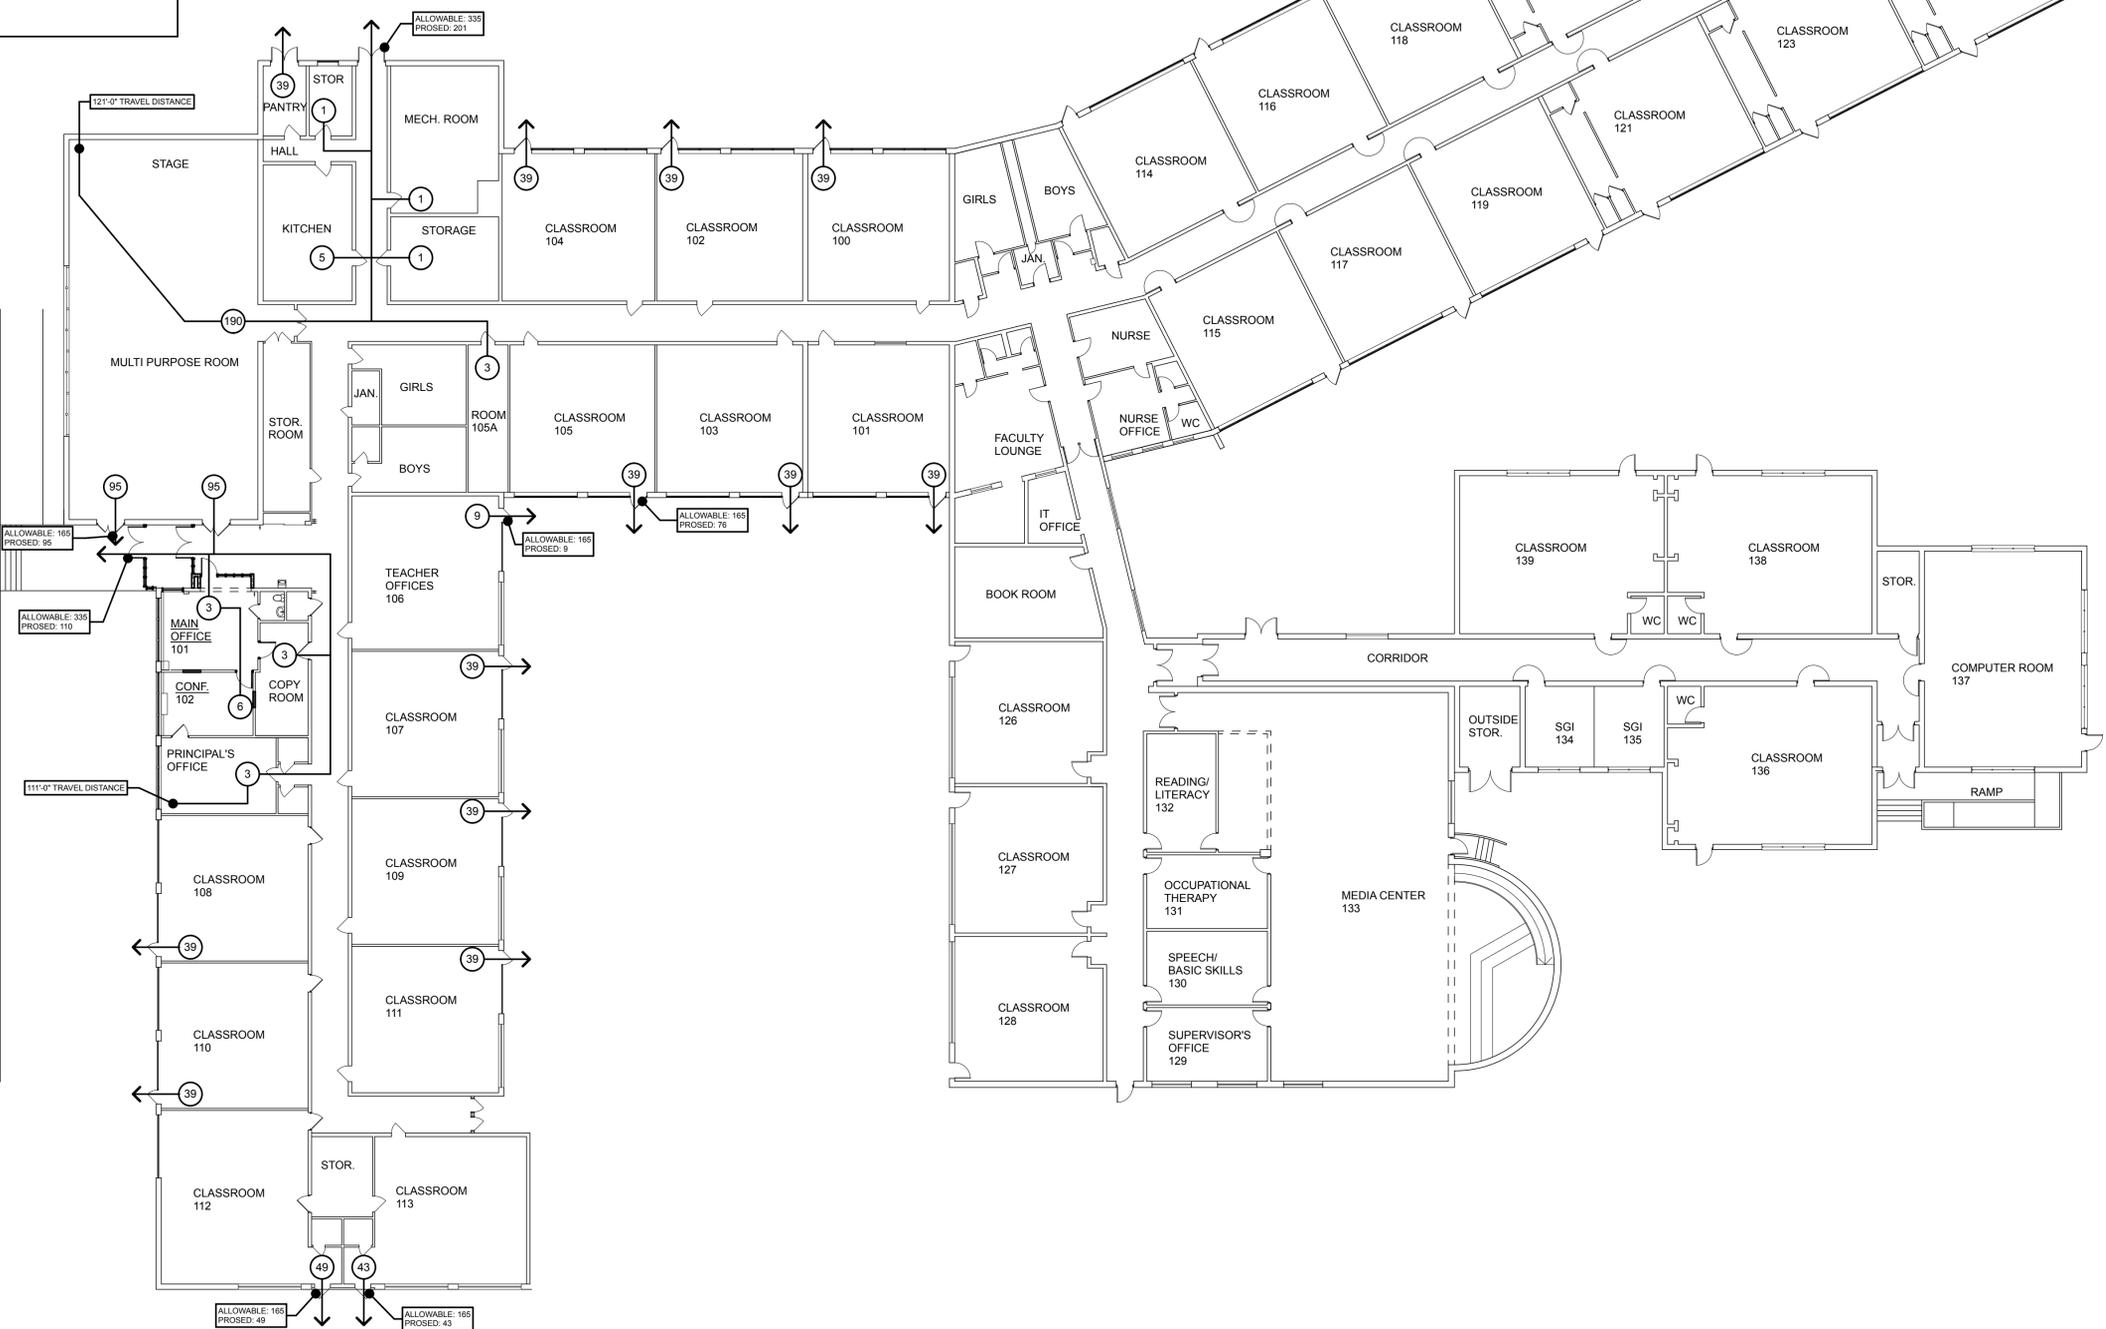 ALLOWABLE: 335
PROSED: 201
39
STOR
PANTRY
1
121'-0" TRAVEL DISTANCE
HALL
STAGE
MECH. ROOM
KITCHEN
1
STORAGE
5
1
190
MULTI PURPOSE ROOM
39
39
39
CLASSROOM
104
CLASSROOM
102
CLASSROOM
100
GIRLS
BOYS
JAN.
CLASSROOM
114
CLASSROOM
116
CLASSROOM
118
CLASSROOM
123
CLASSROOM
121
CLASSROOM
119
CLASSROOM
117
CLASSROOM
115
NURSE
NURSE
OFFICE
WC
FACULTY
LOUNGE
IT
OFFICE
BOOK ROOM
3
JAN.
GIRLS
BOYS
ROOM
105A
STOR.
ROOM
CLASSROOM
105
CLASSROOM
103
CLASSROOM
101
39
39
39
ALLOWABLE: 165
PROSED: 76
95
95
9
ALLOWABLE: 165
PROSED: 95
ALLOWABLE: 165
PROSED: 9
TEACHER
OFFICES
106
ALLOWABLE: 335
PROSED: 110
3
MAIN
OFFICE
101
3
CONF.
102
6
COPY
ROOM
PRINCIPAL'S
OFFICE
3
111'-0" TRAVEL DISTANCE
39
CLASSROOM
107
39
CLASSROOM
109
39
CLASSROOM
111
CLASSROOM
108
39
CLASSROOM
110
39
CLASSROOM
112
STOR.
CLASSROOM
113
49
43
ALLOWABLE: 165
PROSED: 49
ALLOWABLE: 165
PROSED: 43
CLASSROOM
126
CLASSROOM
127
CLASSROOM
128
READING/
LITERACY
132
OCCUPATIONAL
THERAPY
131
SPEECH/
BASIC SKILLS
130
SUPERVISOR'S
OFFICE
129
MEDIA CENTER
133
CORRIDOR
CLASSROOM
139
CLASSROOM
138
WC
WC
STOR.
COMPUTER ROOM
137
OUTSIDE
STOR.
SGI
134
SGI
135
WC
CLASSROOM
136
RAMP